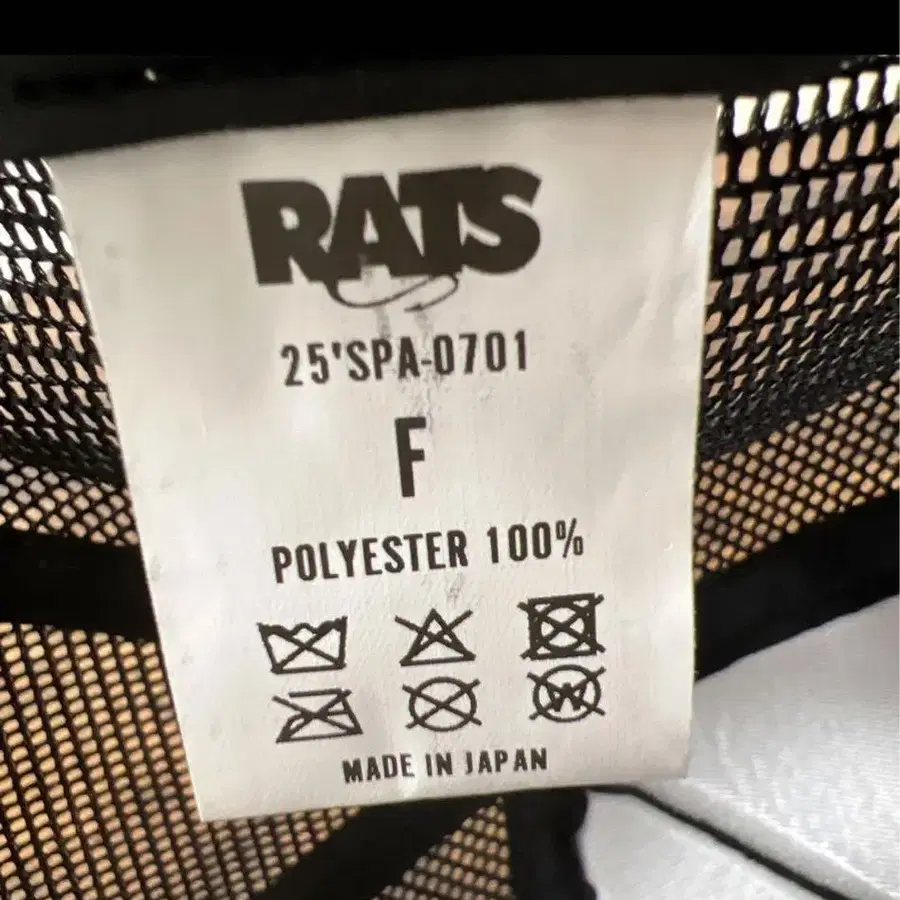 RATS
25'SPA-0701
F
POLYESTER 100%
W
MADE IN JAPAN